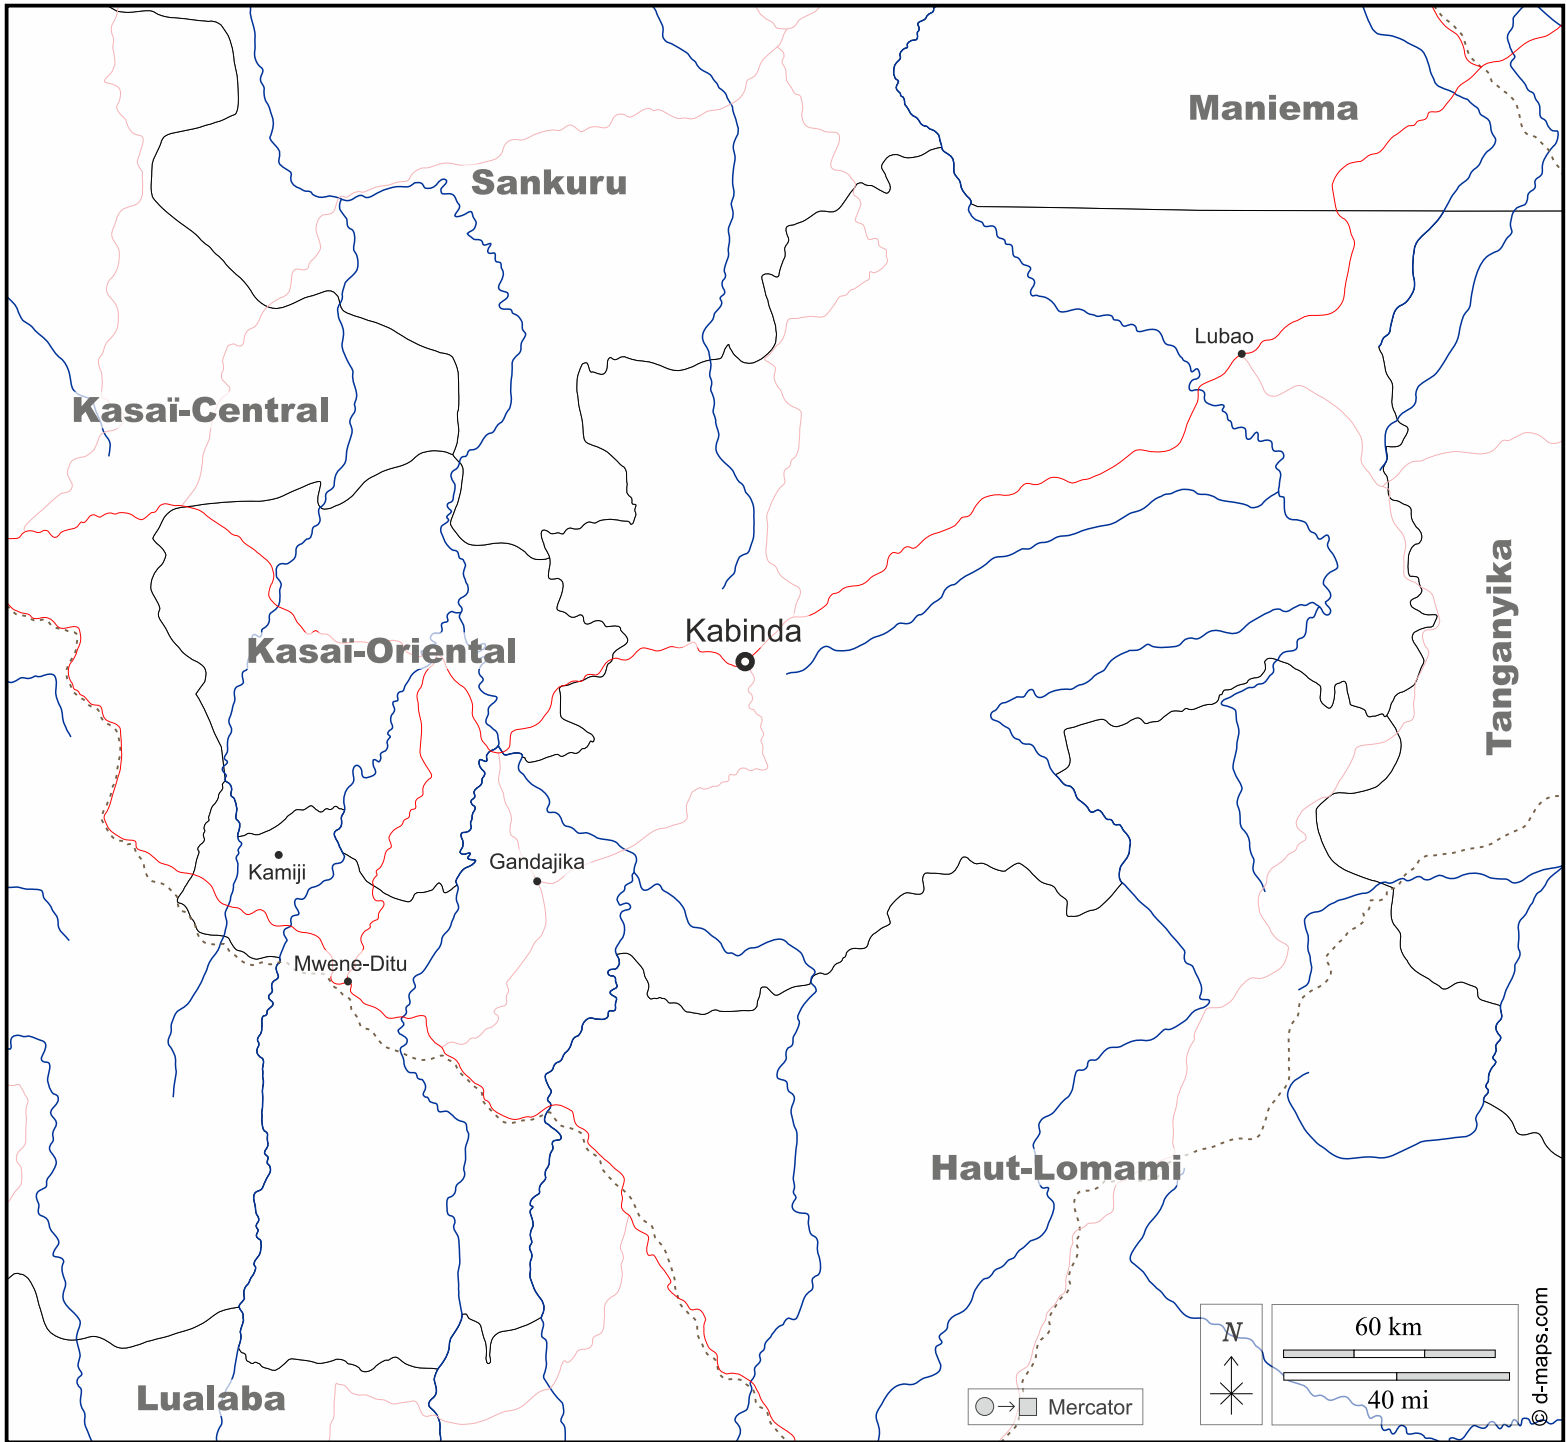 Maniema
Sankuru
Lubao
Kasaï-Central
Tanganyika
Kabinda
Kasaï-Oriental
Gandajika
Kamiji
Mwene-Ditu
Haut-Lomami
Lualaba
Mercator
N
60 km
40 mi
© d-maps.com